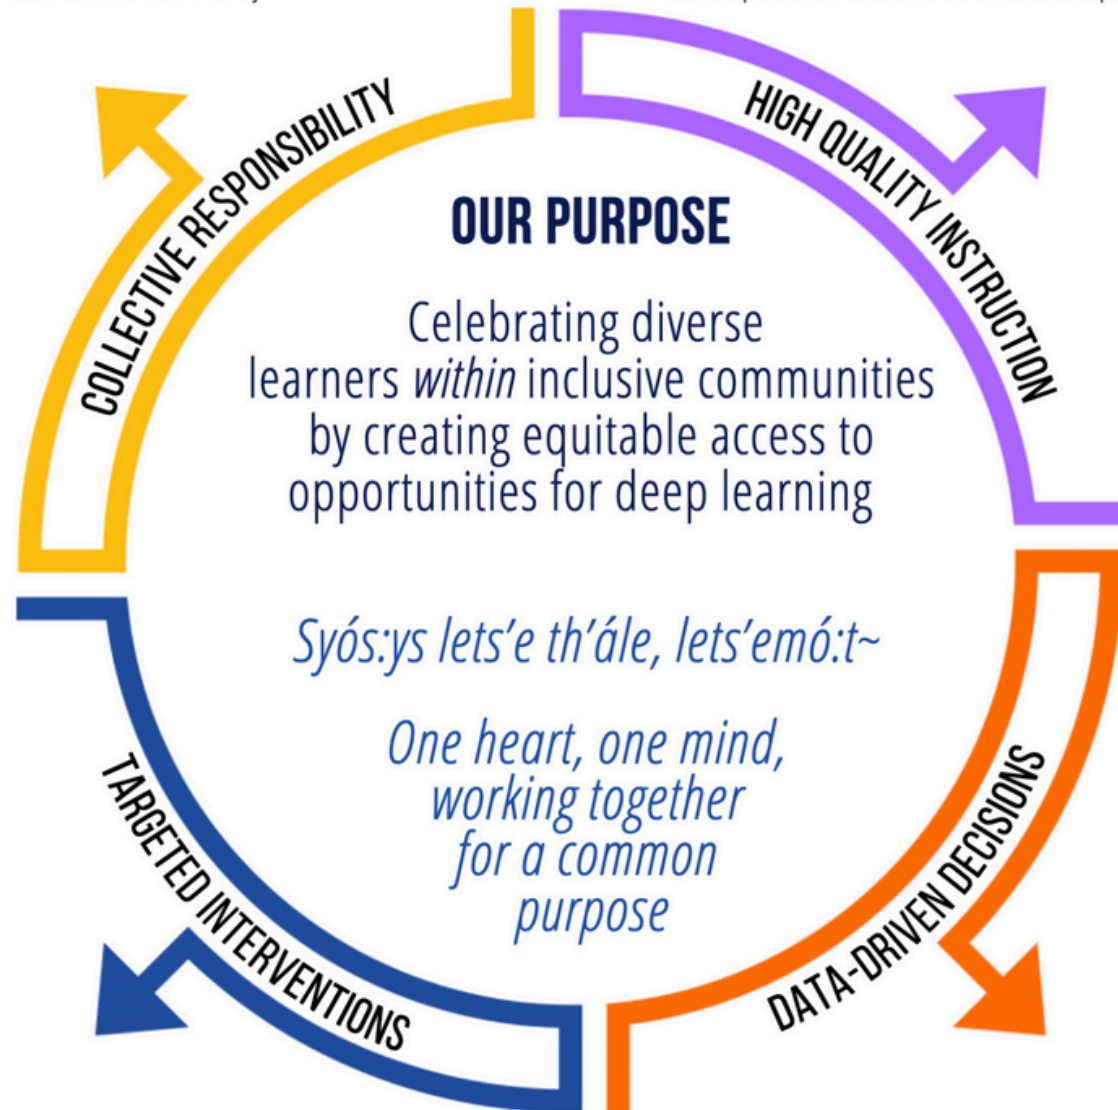 COLLECTIVE RESPONSIBILITY
HIGH QUALITY INSTRUCTION
OUR PURPOSE
Celebrating diverse
learners within inclusive communities
by creating equitable access to
opportunities for deep learning
Syós:ys lets’e th’ále, lets’emó:t~
One heart, one mind,
working together
for a common
purpose
TARGETED INTERVENTIONS
DATA-DRIVEN DECISIONS